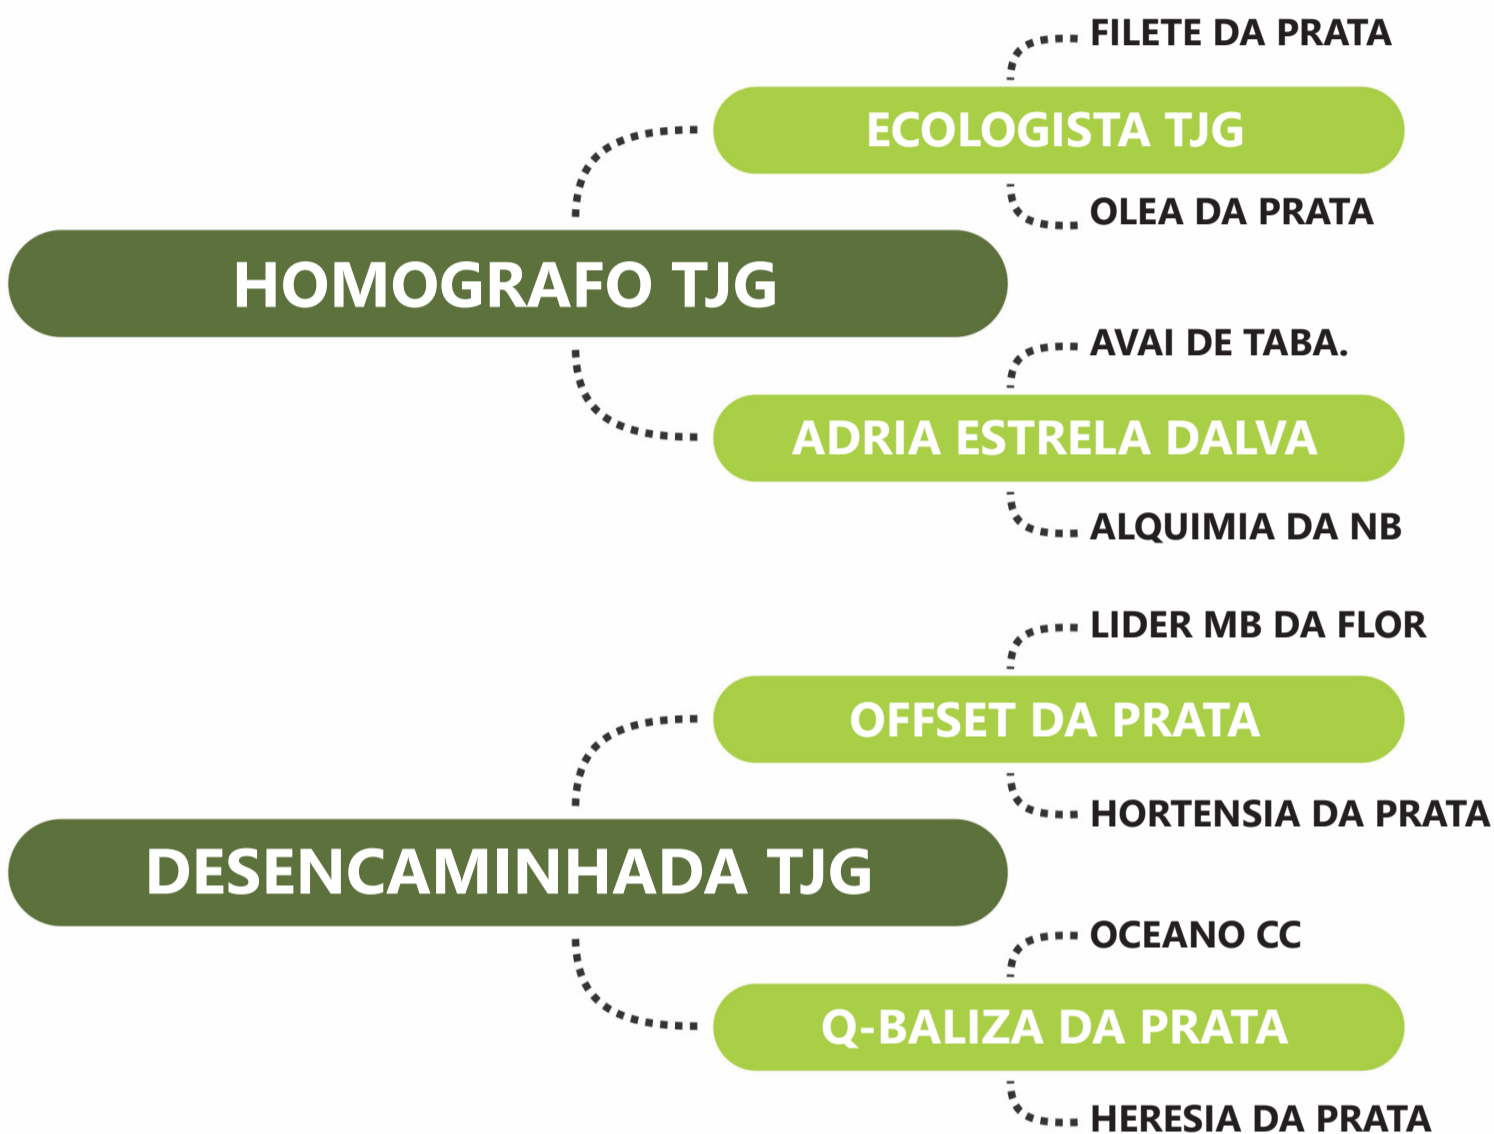 FILETE DA PRATA
ECOLOGISTA TJG
OLEA DA PRATA
HOMOGRAFO TJG
AVAI DE TABA.
ADRIA ESTRELA DALVA
ALQUIMIA DA NB
LIDER MB DA FLOR
OFFSET DA PRATA
HORTENSIA DA PRATA
DESENCAMINHADA TJG
OCEANO CC
Q-BALIZA DA PRATA
HERESIA DA PRATA